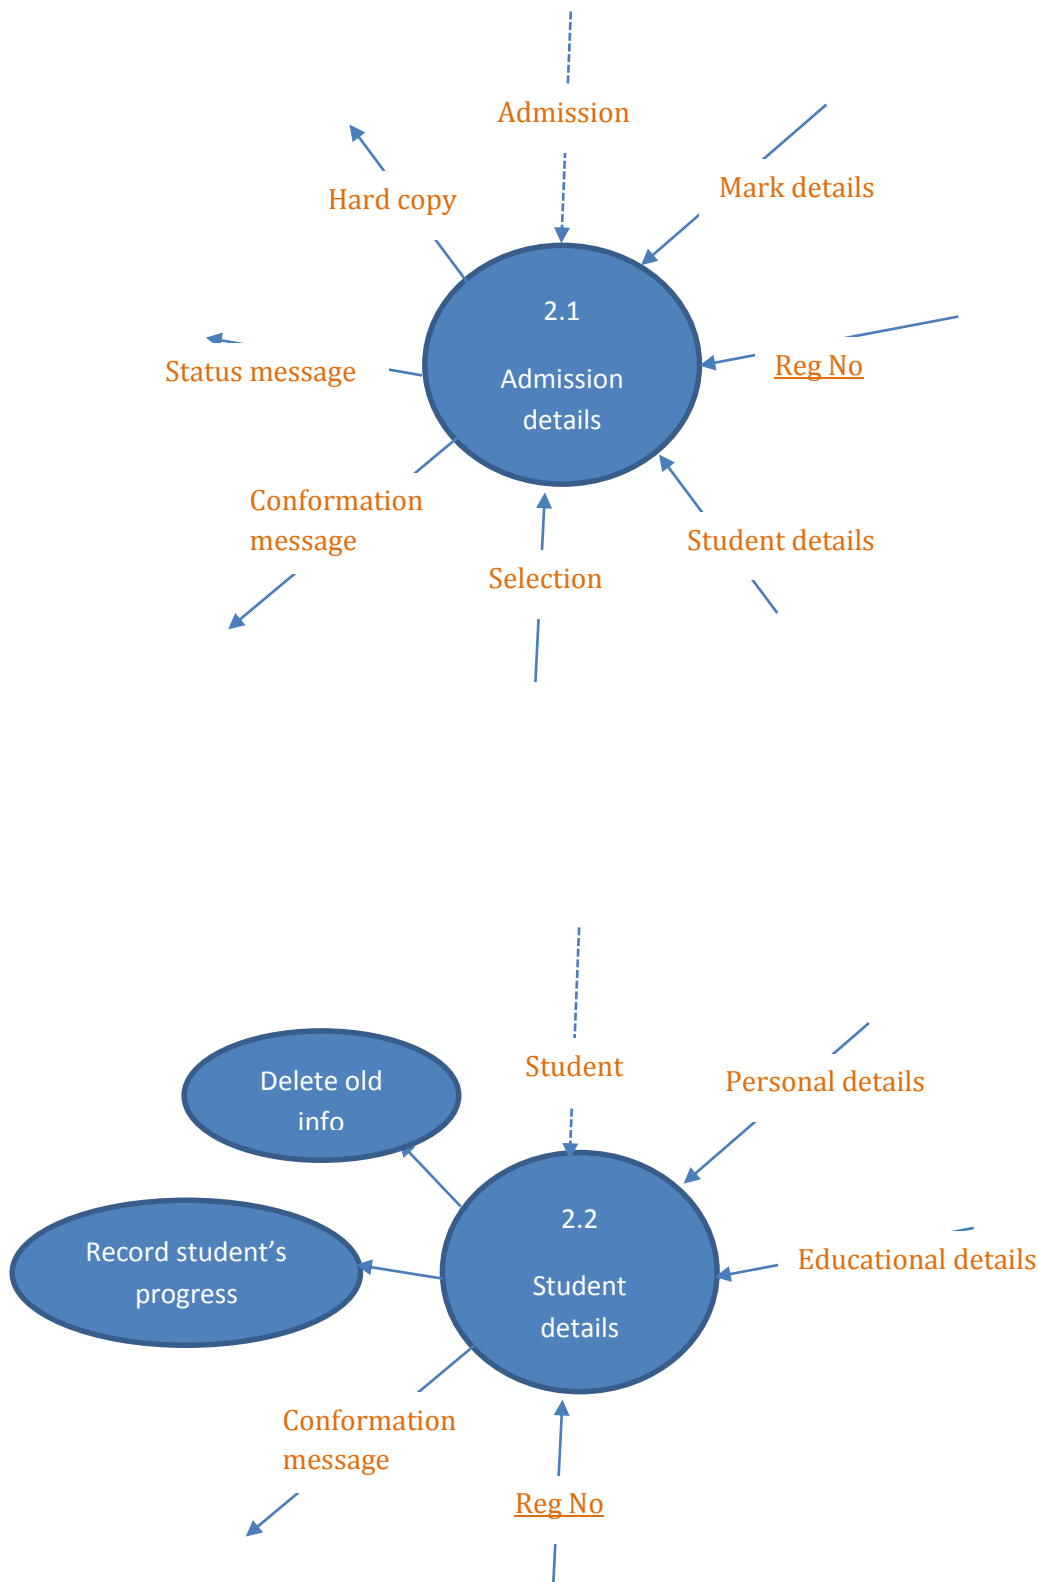 Admission
Mark details
Hard copy
2.1
Status message
Admission
details
Reg No
Conformation
message
Student details
Selection
Student
Personal details
Delete old
info
2.2
Record student's
progress
Student
details
Educational details
Conformation
message
Reg No